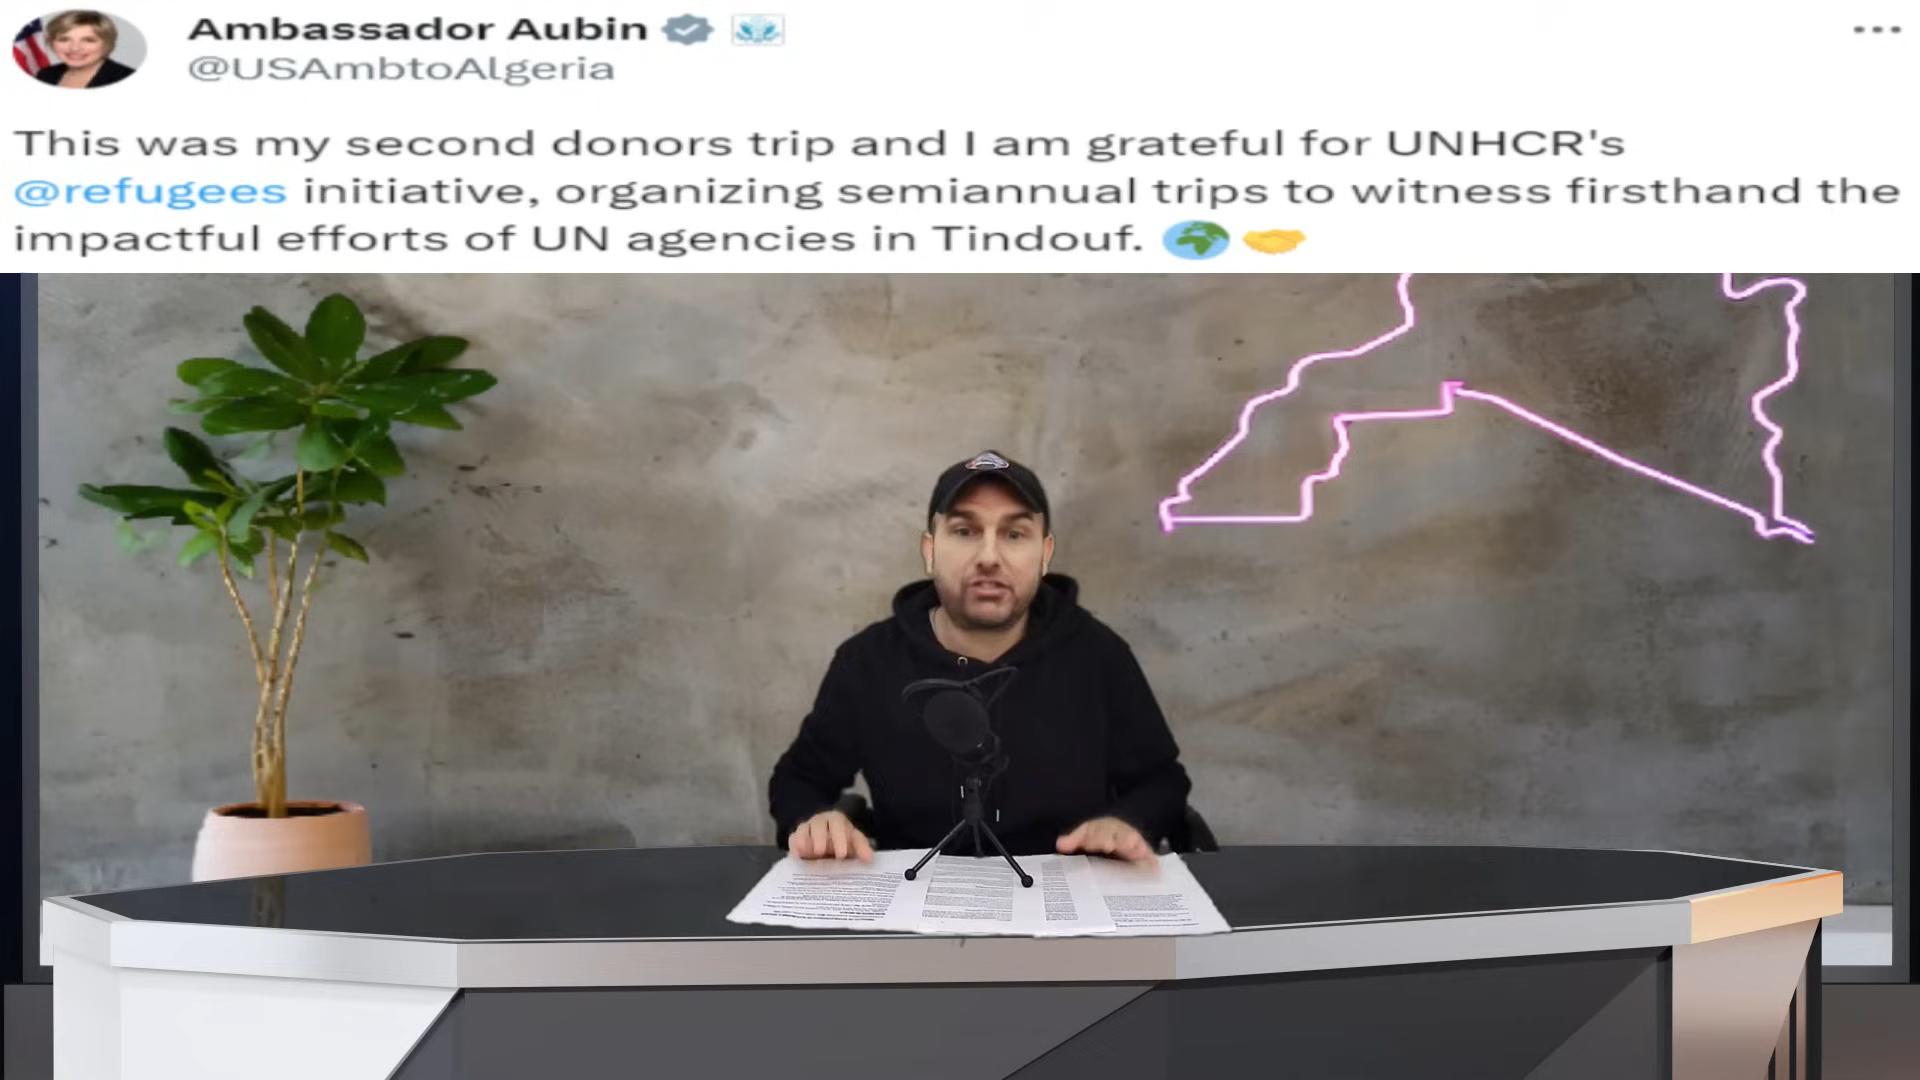 Ambassador Aubin
@USAmbtoAlgeria
This was my second donors trip and I am grateful for UNHCR's
@refugees initiative, organizing semiannual trips to witness firsthand the
impactful efforts of UN agencies in Tindouf. 🌍 🤝